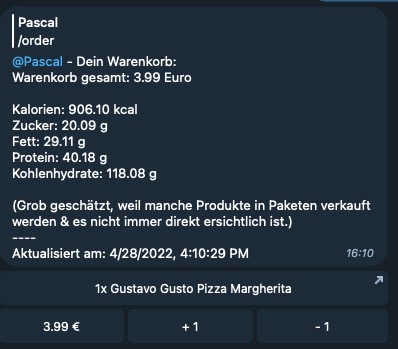 Pascal
/order
@Pascal - Dein Warenkorb:
Warenkorb gesamt: 3.99 Euro
Kalorien: 906.10 kcal
Zucker: 20.09 g
Fett: 29.11 g
Protein: 40.18 g
Kohlenhydrate: 118.08 g
(Grob geschätzt, weil manche Produkte in Paketen verkauft
werden & es nicht immer direkt ersichtlich ist.)
----
Aktualisiert am: 4/28/2022, 4:10:29 PM 16:10
1x Gustavo Gusto Pizza Margherita
3.99 € + 1 - 1